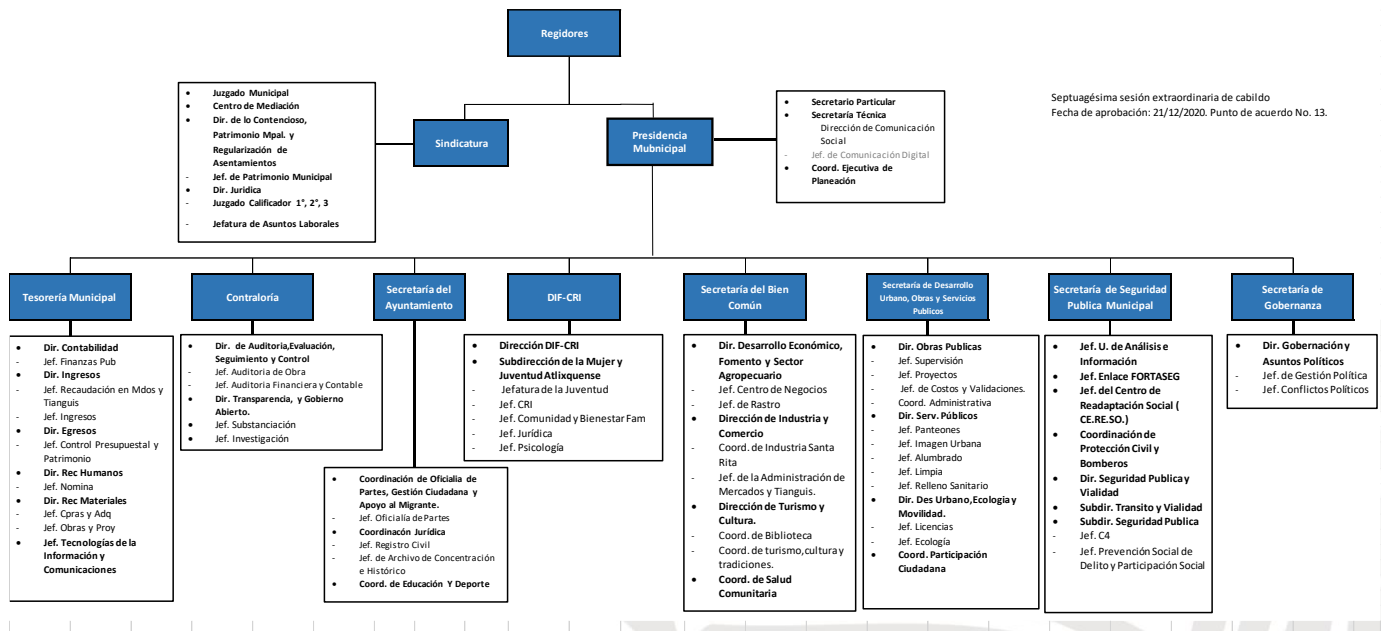 Regidores
Septuagésima sesión extraordinaria de cabildo
Fecha de aprobación: 21/12/2020. Punto de acuerdo No. 13.
• Juzgado Municipal
• Centro de Mediación
• Dir. de lo Contencioso,
Patrimonio Mpal. y
Regularización de
Asentamientos
- Jef. de Patrimonio Municipal
• Dir. Juridica
- Juzgado Calificador 1°, 2°, 3
- Jefatura de Asuntos Laborales
Sindicatura
Presidencia
Mubnicipal
• Secretario Particular
• Secretaría Técnica
Dirección de Comunicación
Social
- Jef. de Comunicación Digital
• Coord. Ejecutiva de
Planeación
Tesorería Municipal
• Dir. Contabilidad
- Jef. Finanzas Pub
• Dir. Ingresos
- Jef. Recaudación en Mdos y
Tianguis
- Jef. Ingresos
• Dir. Egresos
- Jef. Control Presupuestal y
Patrimonio
• Dir. Rec Humanos
- Jef. Nomina
• Dir. Rec Materiales
- Jef. Cpras y Adq
- Jef. Obras y Proy
• Jef. Tecnologías de la
Información y
Comunicaciones
Contraloría
• Dir. de Auditoria,Evaluación,
Seguimiento y Control
- Jef. Auditoria de Obra
- Jef. Auditoria Financiera y Contable
• Dir. Transparencia, y Gobierno
Abierto.
- Jef. Substanciación
- Jef. Investigación
Secretaría del
Ayuntamiento
• Coordinación de Oficialia de
Partes, Gestión Ciudadana y
Apoyo al Migrante.
- Jef. Oficialía de Partes
• Coordinacón Jurídica
- Jef. Registro Civil
- Jef. de Archivo de Concentración
e Histórico
• Coord. de Educación Y Deporte
DIF-CRI
• Dirección DIF-CRI
• Subdirección de la Mujer y
Juventud Atlixquense
- Jefatura de la Juventud
- Jef. CRI
- Jef. Comunidad y Bienestar Fam
- Jef. Jurídica
- Jef. Psicología
Secretaría del Bien
Común
• Dir. Desarrollo Económico,
Fomento y Sector
Agropecuario
- Jef. Centro de Negocios
- Jef. de Rastro
• Dirección de Industria y
Comercio
- Coord. de Industria Santa
Rita
- Jef. de la Administración de
Mercados y Tianguis.
• Dirección de Turismo y
Cultura.
- Coord. de Biblioteca
- Coord. de turismo,cultura y
tradiciones.
• Coord. de Salud
Comunitaria
Secretaría de Desarrollo
Urbano, Obras y Servicios
Publicos
• Dir. Obras Publicas
- Jef. Supervisión
- Jef. Proyectos
- Jef. de Costos y Validaciones.
- Coord. Administrativa
• Dir. Serv. Públicos
- Jef. Panteones
- Jef. Imagen Urbana
- Jef. Alumbrado
- Jef. Limpia
- Jef. Relleno Sanitario
• Dir. Des Urbano,Ecologia y
Movilidad.
- Jef. Licencias
- Jef. Ecología
• Coord. Participación
Ciudadana
Secretaría de Seguridad
Publica Municipal
• Jef. U. de Análisis e
Información
• Jef. Enlace FORTASEG
• Jef. del Centro de
Readaptación Social (
CE.RE.SO.)
• Coordinación de
Protección Civil y
Bomberos
• Dir. Seguridad Publica y
Vialidad
• Subdir. Transito y Vialidad
• Subdir. Seguridad Publica
- Jef. C4
- Jef. Prevención Social de
Delito y Participación Social
Secretaría de
Gobernanza
• Dir. Gobernación y
Asuntos Políticos
- Jef. de Gestión Política
- Jef. Conflictos Políticos